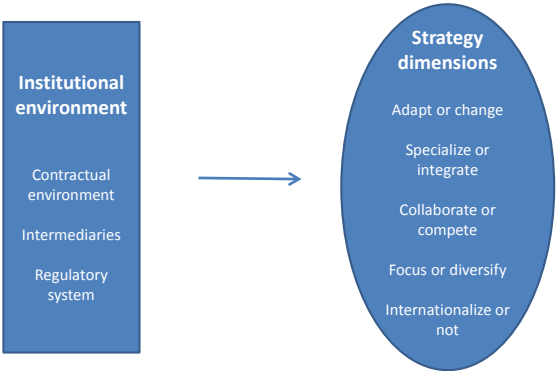 Institutional
environment
Contractual
environment
Intermediaries
Regulatory
system
Strategy
dimensions
Adapt or change
Specialize or
integrate
Collaborate or
compete
Focus or diversify
Internationalize or
not